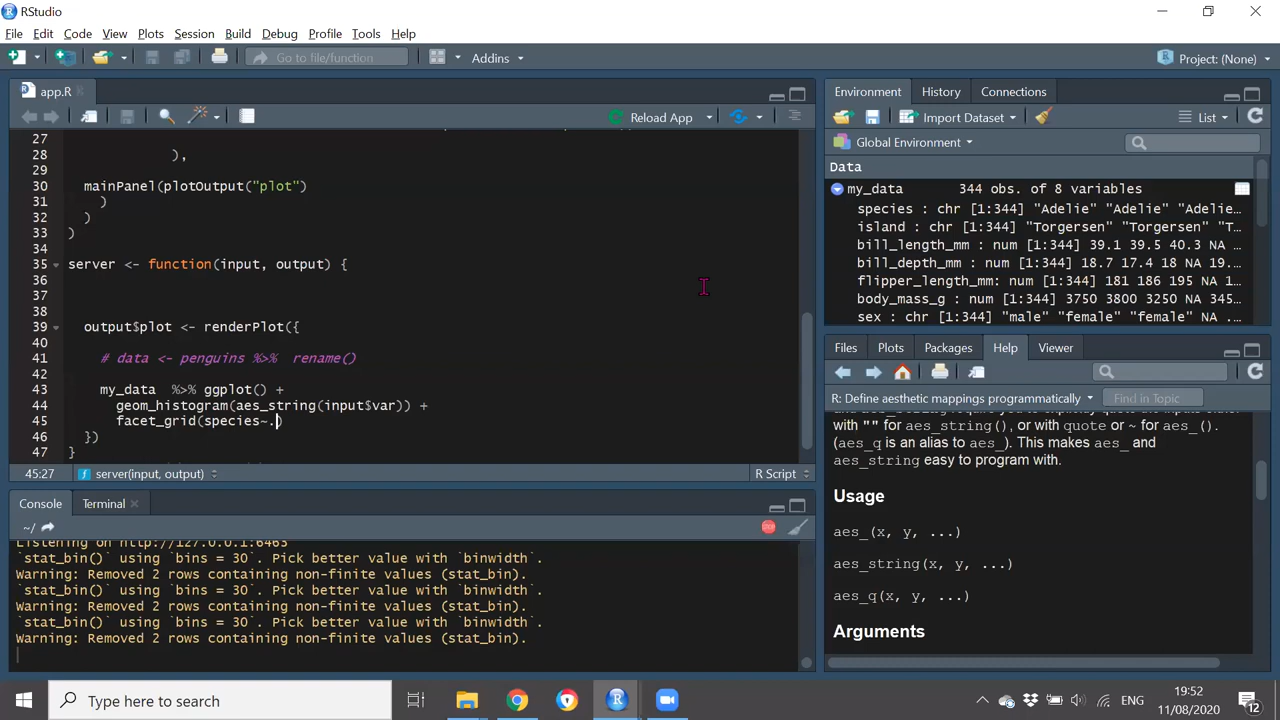 RStudio
File Edit Code View Plots Session Build Debug Profile Tools Help
Go to file/function
Addins
Project: (None)
app.R
Reload App
27
28 ),
29
30 mainPanel(plotOutput("plot")
31 )
32 )
33 )
34
35 server <- function(input, output) {
36
37
38
39 output$plot <- renderPlot({
40
41 # data <- penguins %>% rename()
42
43 my_data %>% ggplot() +
44 geom_histogram(aes_string(input$var)) +
45 facet_grid(species~.)
46 })
47 }
45:27 server(input, output) R Script
Console Terminal
~/
Listening on http://127.0.0.1:6463
`stat_bin()` using `bins = 30`. Pick better value with `binwidth`.
Warning: Removed 2 rows containing non-finite values (stat_bin).
`stat_bin()` using `bins = 30`. Pick better value with `binwidth`.
Warning: Removed 2 rows containing non-finite values (stat_bin).
`stat_bin()` using `bins = 30`. Pick better value with `binwidth`.
Warning: Removed 2 rows containing non-finite values (stat_bin).
Environment History Connections
Import Dataset List
Global Environment
Data
my_data 344 obs. of 8 variables
species : chr [1:344] "Adelie" "Adelie" "Adelie…
island : chr [1:344] "Torgersen" "Torgersen" "T…
bill_length_mm : num [1:344] 39.1 39.5 40.3 NA …
bill_depth_mm : num [1:344] 18.7 17.4 18 NA 19.…
flipper_length_mm: num [1:344] 181 186 195 NA 1…
body_mass_g : num [1:344] 3750 3800 3250 NA 345…
sex : chr [1:344] "male" "female" "female" NA …
Files Plots Packages Help Viewer
R: Define aesthetic mappings programmatically Find in Topic
with "" for aes_string(), or with quote or ~ for aes_().
(aes_q is an alias to aes_). This makes aes_ and
aes_string easy to program with.
Usage
aes_(x, y, ...)
aes_string(x, y, ...)
aes_q(x, y, ...)
Arguments
Type here to search
ENG
19:52
11/08/2020
12